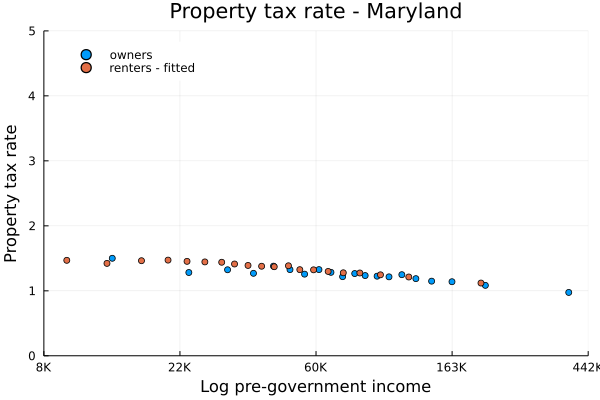 Property tax rate - Maryland
owners
renters - fitted
Property tax rate
5
4
3
2
1
0
8K 22K 60K 163K 442K
Log pre-government income